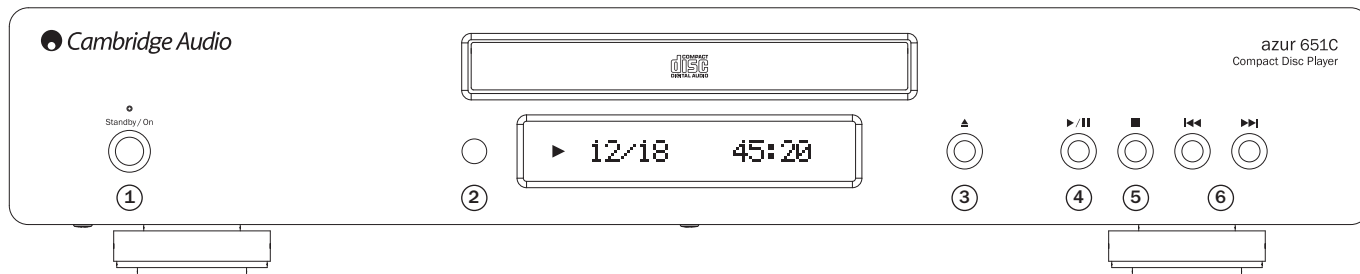 Cambridge Audio
COMPACT
disc
DIGITAL AUDIO
azur 651C
Compact Disc Player
Standby / On
12/18 45:20
1
2
3
4
5
6